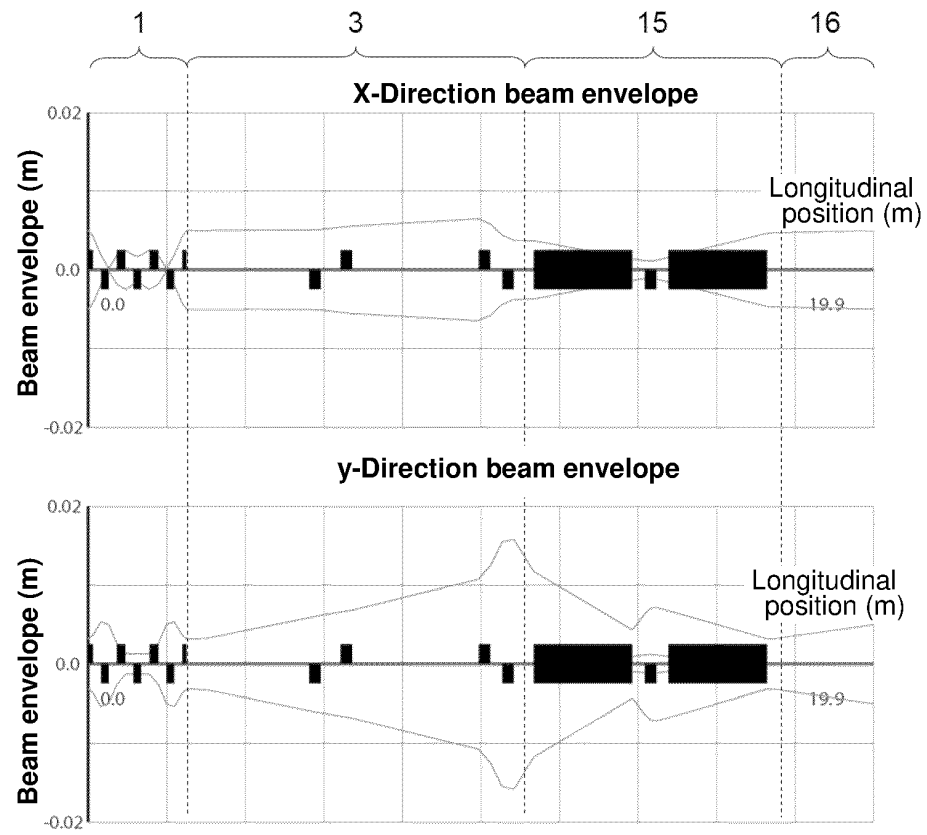 1 3 15 16
X-Direction beam envelope
0.02
Beam envelope (m)
Longitudinal
position (m)
0.0
0.0
19.9
-0.02
y-Direction beam envelope
0.02
Beam envelope (m)
Longitudinal
position (m)
0.0
0.0
19.9
-0.02